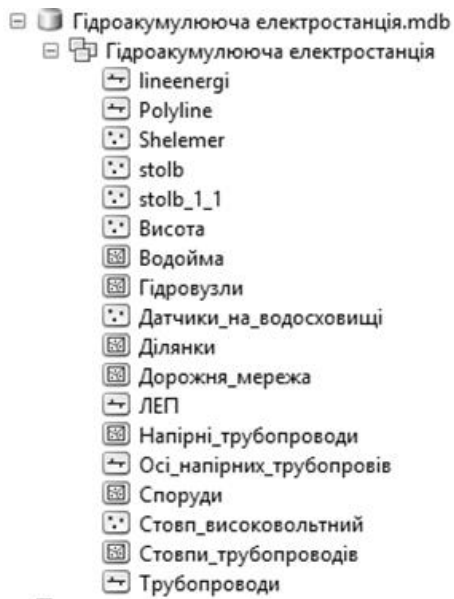 Гідроакумулююча електростанція.mdb
Гідроакумулююча електростанція
lineenergi
Polyline
Shelemer
stolb
stolb_1_1
Висота
Водойма
Гідровузли
Датчики_на_водосховищі
Ділянки
Дорожня_мережа
ЛЕП
Напірні_трубопроводи
Осі_напірних_трубопровів
Споруди
Стовп_високовольтний
Стовпи_трубопроводів
Трубопроводи